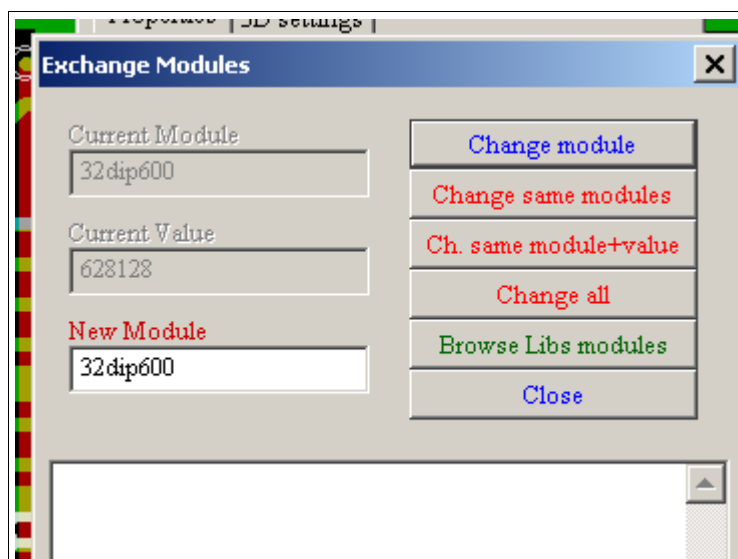 Properties 3D settings
Exchange Modules
Current Module
32dip600
Current Value
628128
New Module
32dip600
Change module
Change same modules
Ch. same module+value
Change all
Browse Libs modules
Close